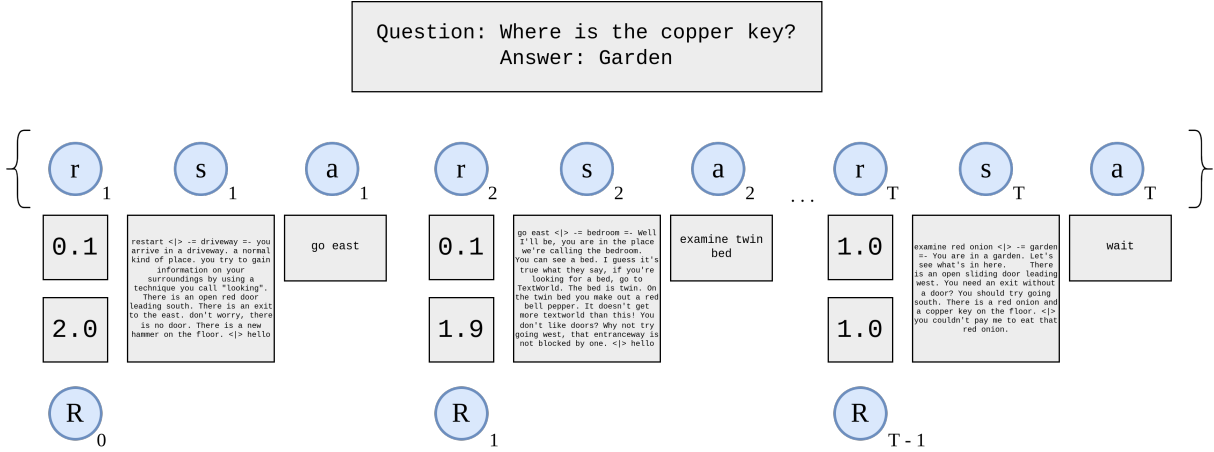 Question: Where is the copper key?
Answer: Garden
r 1 s 1 a 1 r 2 s 2 a 2 ... r T s T a T
0.1
2.0
restart <|> -= driveway =- you
arrive in a driveway. a normal
kind of place. you try to gain
information on your
surroundings by using a
technique you call "looking".
There is an open red door
leading south. There is an exit
to the east. don't worry, there
is no door. There is a new
hammer on the floor. <|> hello
go east
0.1
1.9
go east <|> -= bedroom =- Well
I'll be, you are in the place
we're calling the bedroom.
You can see a bed. I guess it's
true what they say, if you're
looking for a bed, go to
TextWorld. The bed is twin. On
the twin bed you make out a red
bell pepper. It doesn't get
more textworld than this! You
don't like doors? Why not try
going west, that entranceway is
not blocked by one. <|> hello
examine twin
bed
1.0
1.0
examine red onion <|> -= garden
=- You are in a garden. Let's
see what's in here. There
is an open sliding door leading
west. You need an exit without
a door? You should try going
south. There is a red onion and
a copper key on the floor. <|>
you couldn't pay me to eat that
red onion.
wait
R 0 R 1 R T - 1